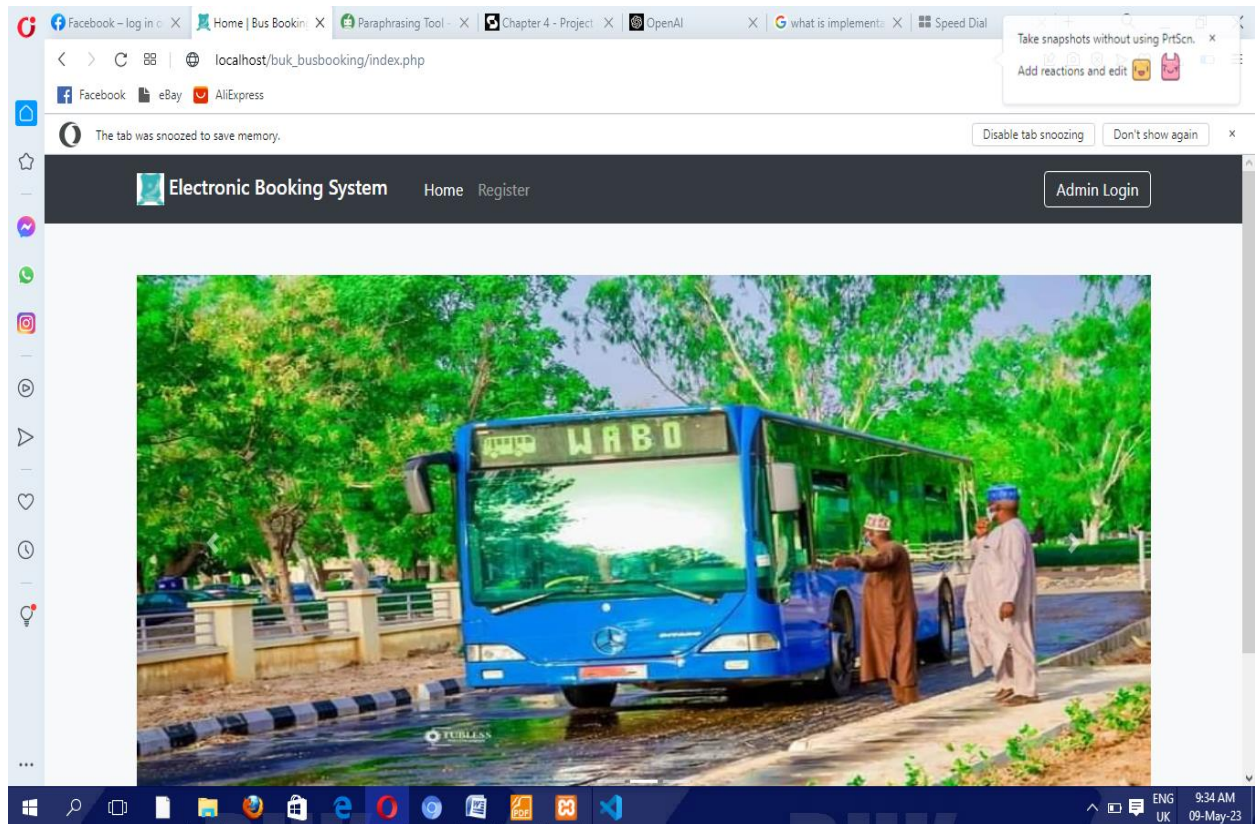 Facebook – log in o
Home | Bus Bookin
Paraphrasing Tool -
Chapter 4 - Project
OpenAI
what is implementa
Speed Dial
Take snapshots without using PrtScn.
Add reactions and edit
localhost/buk_busbooking/index.php
Facebook
eBay
AliExpress
The tab was snoozed to save memory.
Disable tab snoozing
Don't show again
Electronic Booking System
Home
Register
Admin Login
WABO
TUBLESS
PDF
ENG
UK
9:34 AM
09-May-23